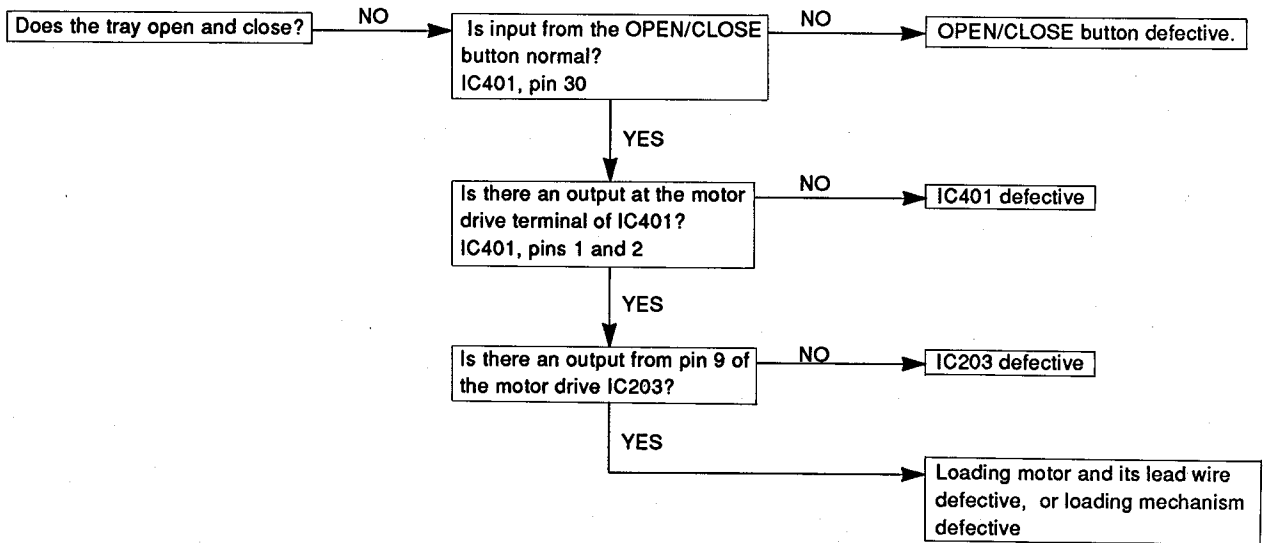 Does the tray open and close?
NO
Is input from the OPEN/CLOSE
button normal?
IC401, pin 30
NO
OPEN/CLOSE button defective.
YES
Is there an output at the motor
drive terminal of IC401?
IC401, pins 1 and 2
NO
IC401 defective
YES
Is there an output from pin 9 of
the motor drive IC203?
NO
IC203 defective
YES
Loading motor and its lead wire
defective, or loading mechanism
defective